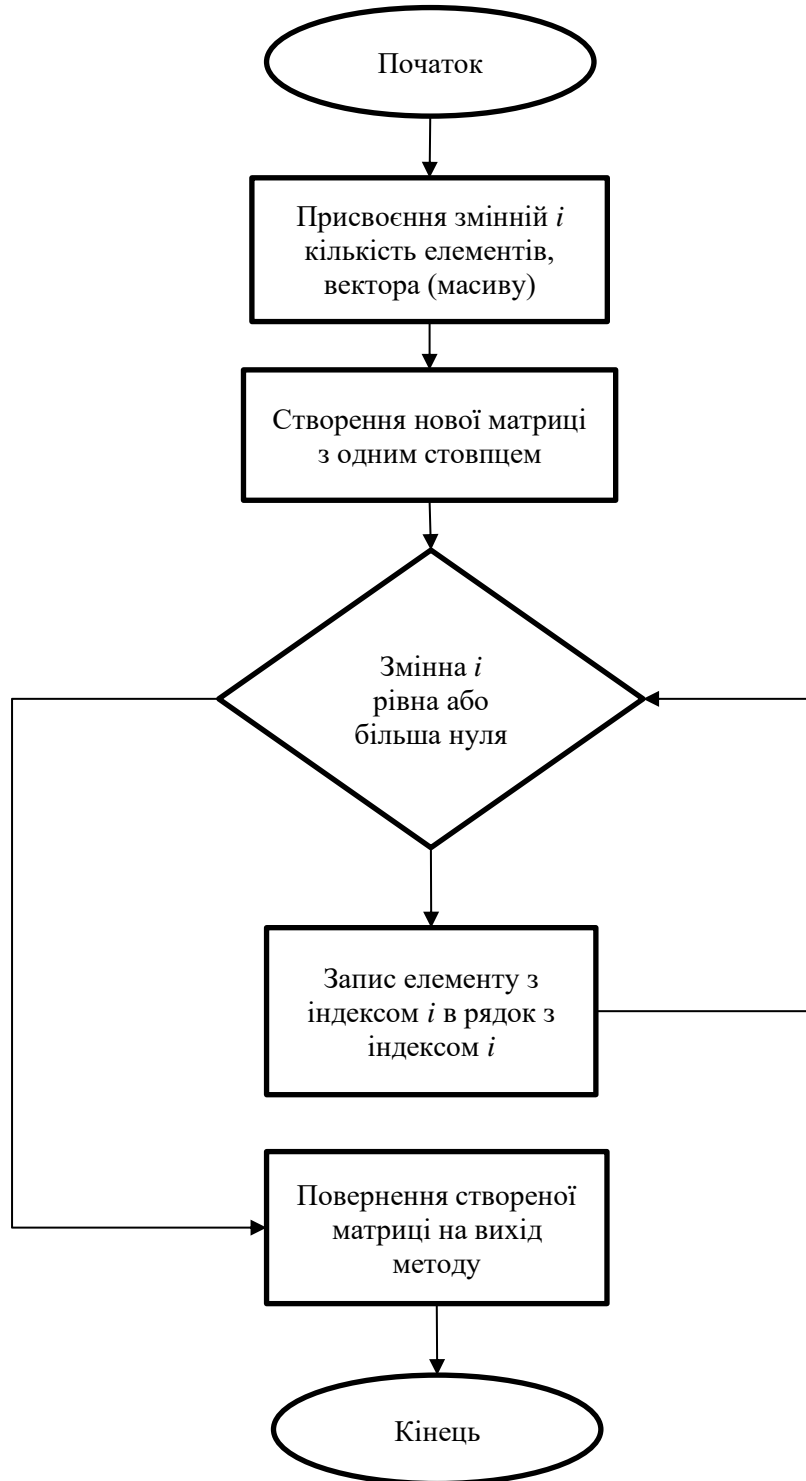 Початок
Присвоєння змінній i
кількість елементів,
вектора (масиву)
Створення нової матриці
з одним стовпцем
Змінна i
рівна або
більша нуля
Запис елементу з
індексом i в рядок з
індексом i
Повернення створеної
матриці на вихід
методу
Кінець